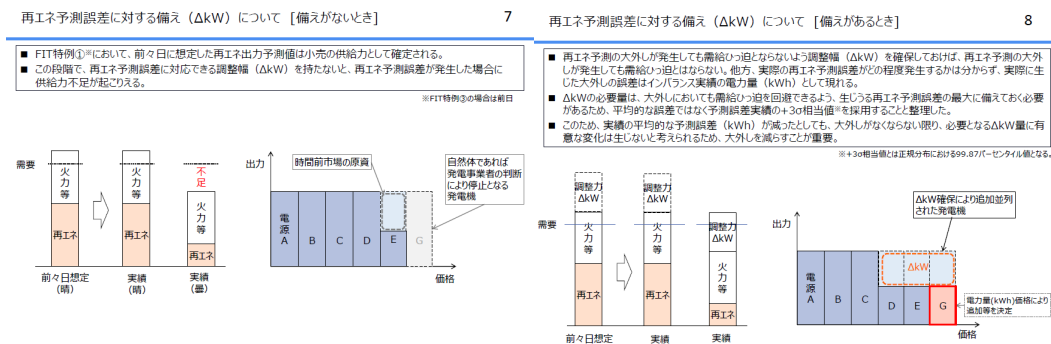 再エネ予測誤差に対する備え（ΔkW）について [備えがないとき]
7
■ FIT特例①※において、前々日に想定した再エネ出力予測値は小売の供給力として確定される。
■ この段階で、再エネ予測誤差に対応できる調整幅（ΔkW）を持たないと、再エネ予測誤差が発生した場合に
供給力不足が起こりえる。
※FIT特例③の場合は前日
需要
火力等
再エネ
火力等
再エネ
不足
火力等
再エネ
前々日想定
（晴）
実績
（晴）
実績
（曇）
出力
時間前市場の原資
自然体であれば
発電事業者の判断
により停止となる
発電機
電源A
B
C
D
E
G
価格
再エネ予測誤差に対する備え（ΔkW）について [備えがあるとき]
8
■ 再エネ予測の大外しが発生しても需給ひっ迫とならないよう調整幅（ΔkW）を確保しておけば、再エネ予測の大外
しが発生しても需給ひっ迫とはならない。他方、実際の再エネ予測誤差がどの程度発生するかは分からず、実際に生
じた大外しの誤差はインバランス実績の電力量（kWh）として現れる。
■ ΔkWの必要量は、大外においても需給ひっ迫を回避できるよう、生じうる再エネ予測誤差の最大に備えておく必要
があるため、平均的な誤差ではなく予測誤差実績の+3σ相当値※を採用することと整理した。
■ このため、実績の平均的な予測誤差（kWh）が減ったとしても、大外しがなくならない限り、必要となるΔkW量に有
意な変化は生じないと考えられるため、大外しを減らすことが重要。
※+3σ相当値とは正規分布における99.87パーセンタイル値となる。
需要
調整力
ΔkW
火力等
再エネ
調整力
ΔkW
火力等
再エネ
調整力
ΔkW
火力等
再エネ
前々日想定
実績
実績
出力
ΔkW確保により追加並列
された発電機
ΔkW
電源A
B
C
D
E
G
電力量(kWh)価格により
追加等を決定
価格